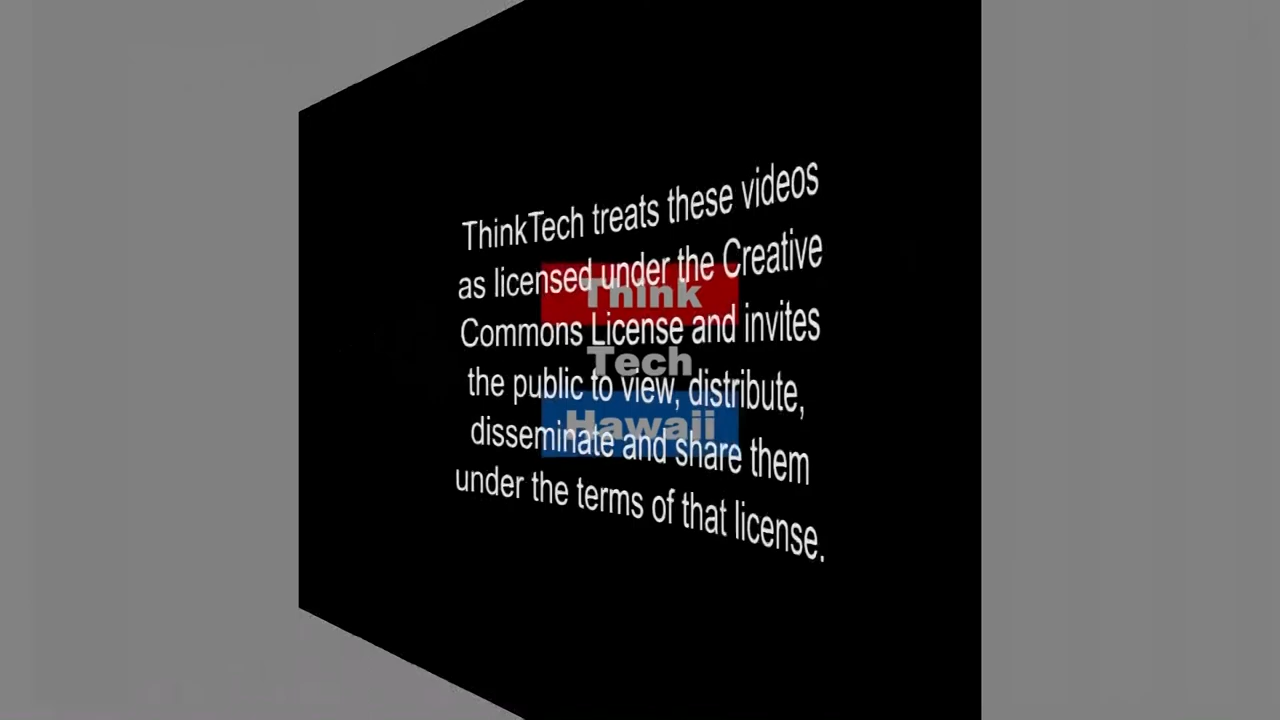 ThinkTech treats these videos
as licensed under the Creative
Commons License and invites
the public to view, distribute,
disseminate and share them
under the terms of that license.
Think
Tech
Hawaii